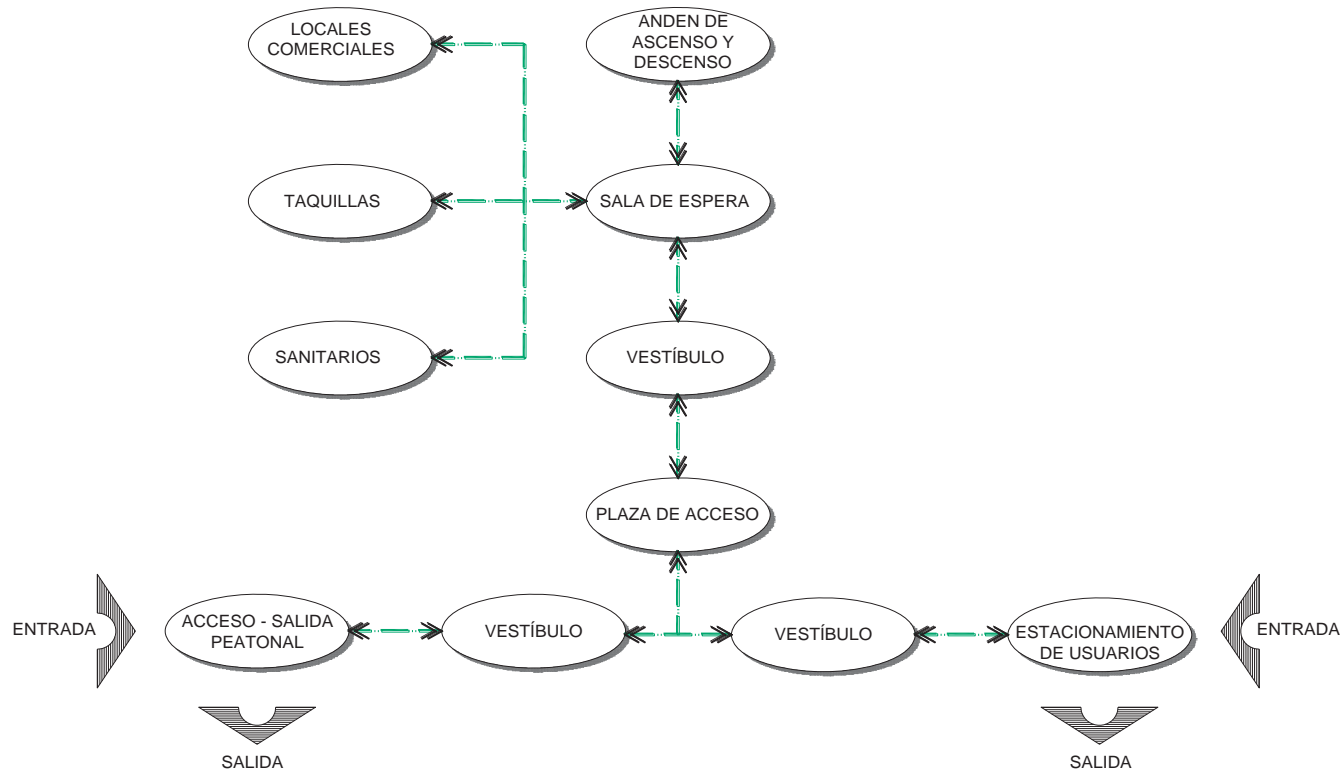 LOCALES
COMERCIALES
ANDEN DE
ASCENSO Y
DESCENSO
TAQUILLAS
SALA DE ESPERA
SANITARIOS
VESTÍBULO
PLAZA DE ACCESO
ENTRADA
ACCESO - SALIDA
PEATONAL
VESTÍBULO
VESTÍBULO
ESTACIONAMIENTO
DE USUARIOS
ENTRADA
SALIDA
SALIDA